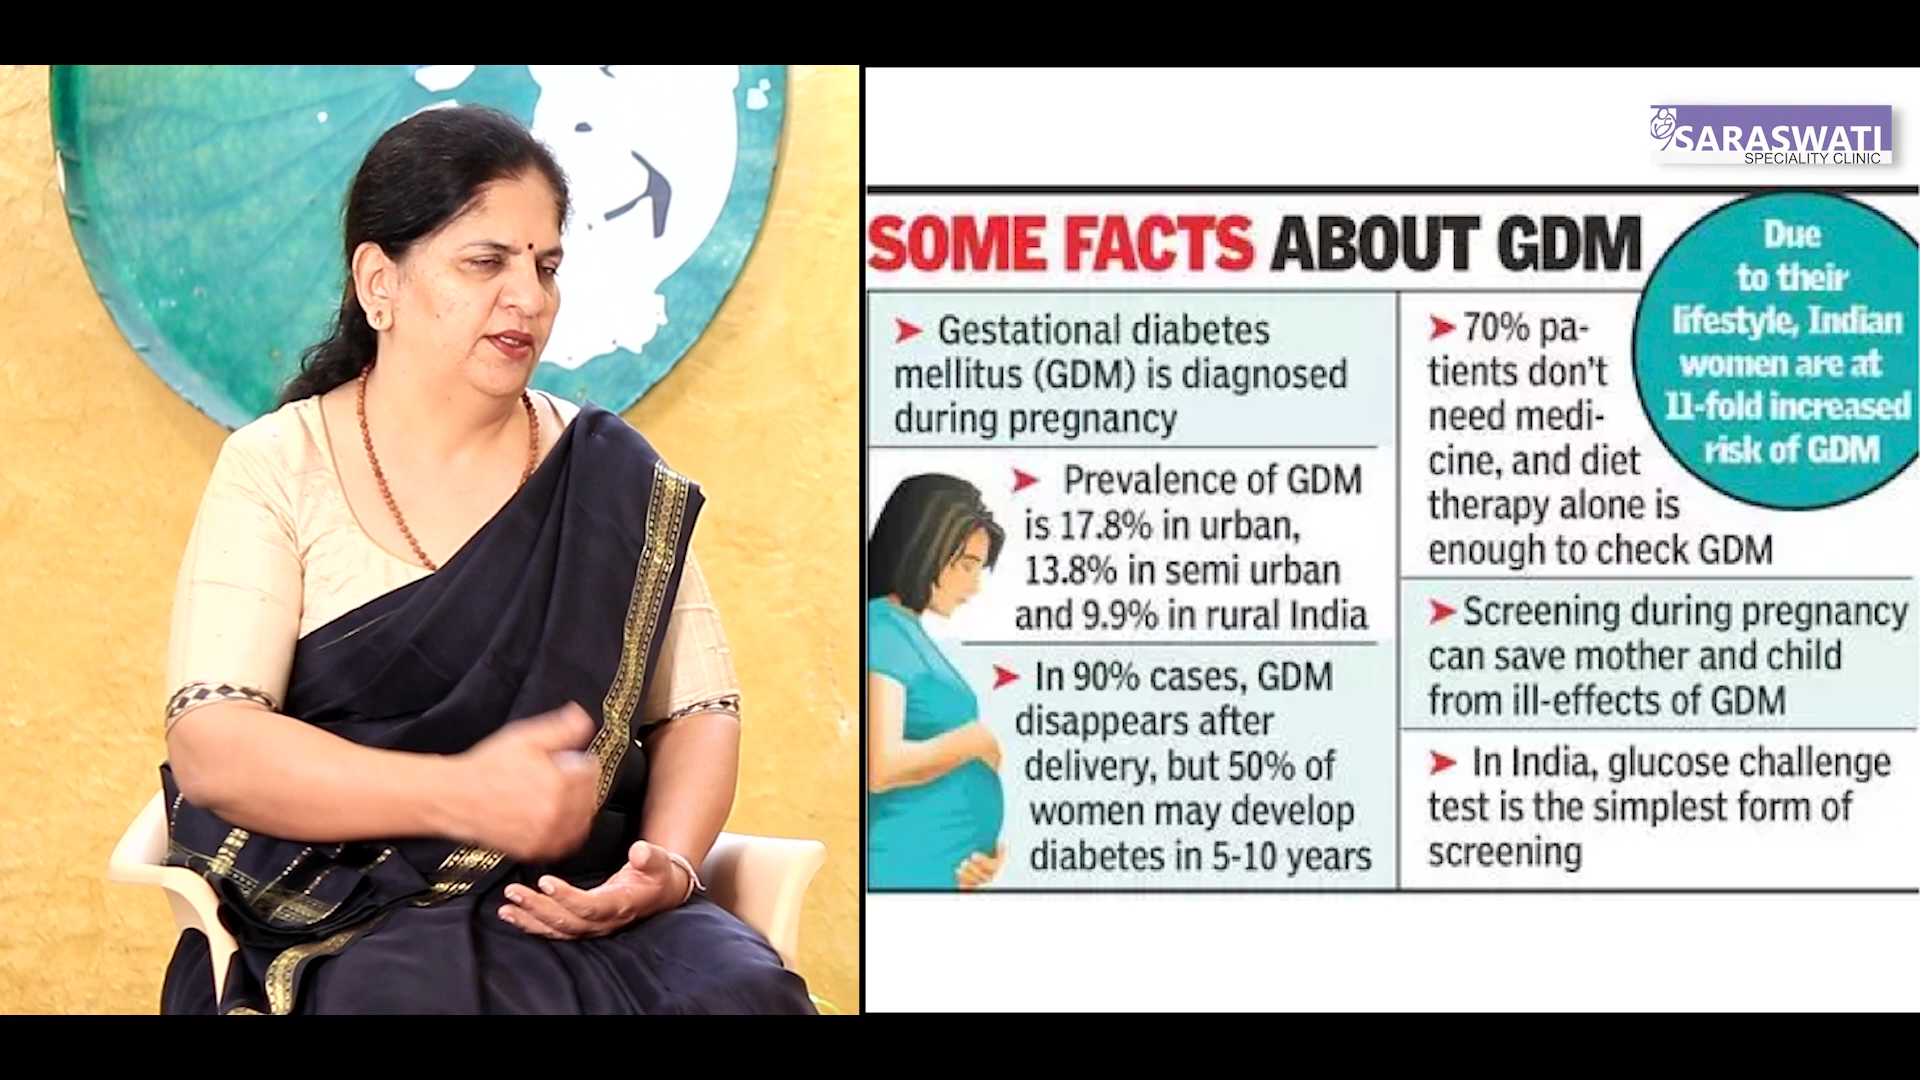 SARASWATI
SPECIALITY CLINIC
SOME FACTS ABOUT GDM
Due
to their
lifestyle, Indian
women are at
11-fold increased
risk of GDM
➤ Gestational diabetes
mellitus (GDM) is diagnosed
during pregnancy
➤ Prevalence of GDM
is 17.8% in urban,
13.8% in semi urban
and 9.9% in rural India
➤ In 90% cases, GDM
disappears after
delivery, but 50% of
women may develop
diabetes in 5-10 years
➤ 70% pa-
tients don't
need medi-
cine, and diet
therapy alone is
enough to check GDM
➤ Screening during pregnancy
can save mother and child
from ill-effects of GDM
➤ In India, glucose challenge
test is the simplest form of
screening